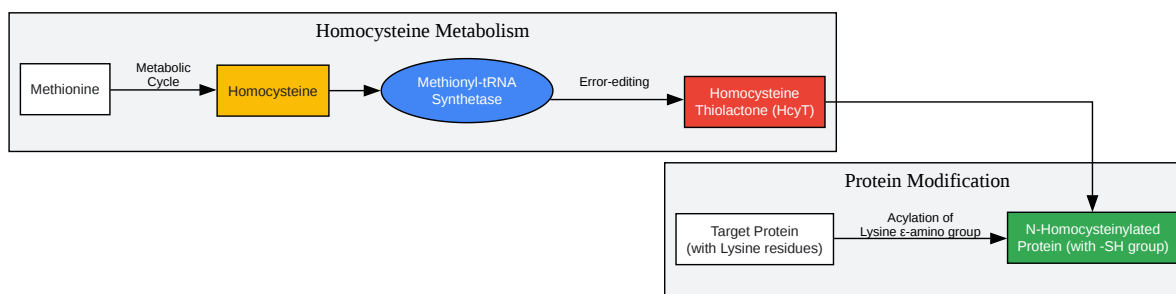 Homocysteine Metabolism
Methionine
Metabolic
Cycle
Homocysteine
Methionyl-tRNA
Synthetase
Error-editing
Homocysteine
Thiolactone (HcyT)
Protein Modification
Target Protein
(with Lysine residues)
Acylation of
Lysine ε-amino group
N-Homocysteinylated
Protein (with -SH group)